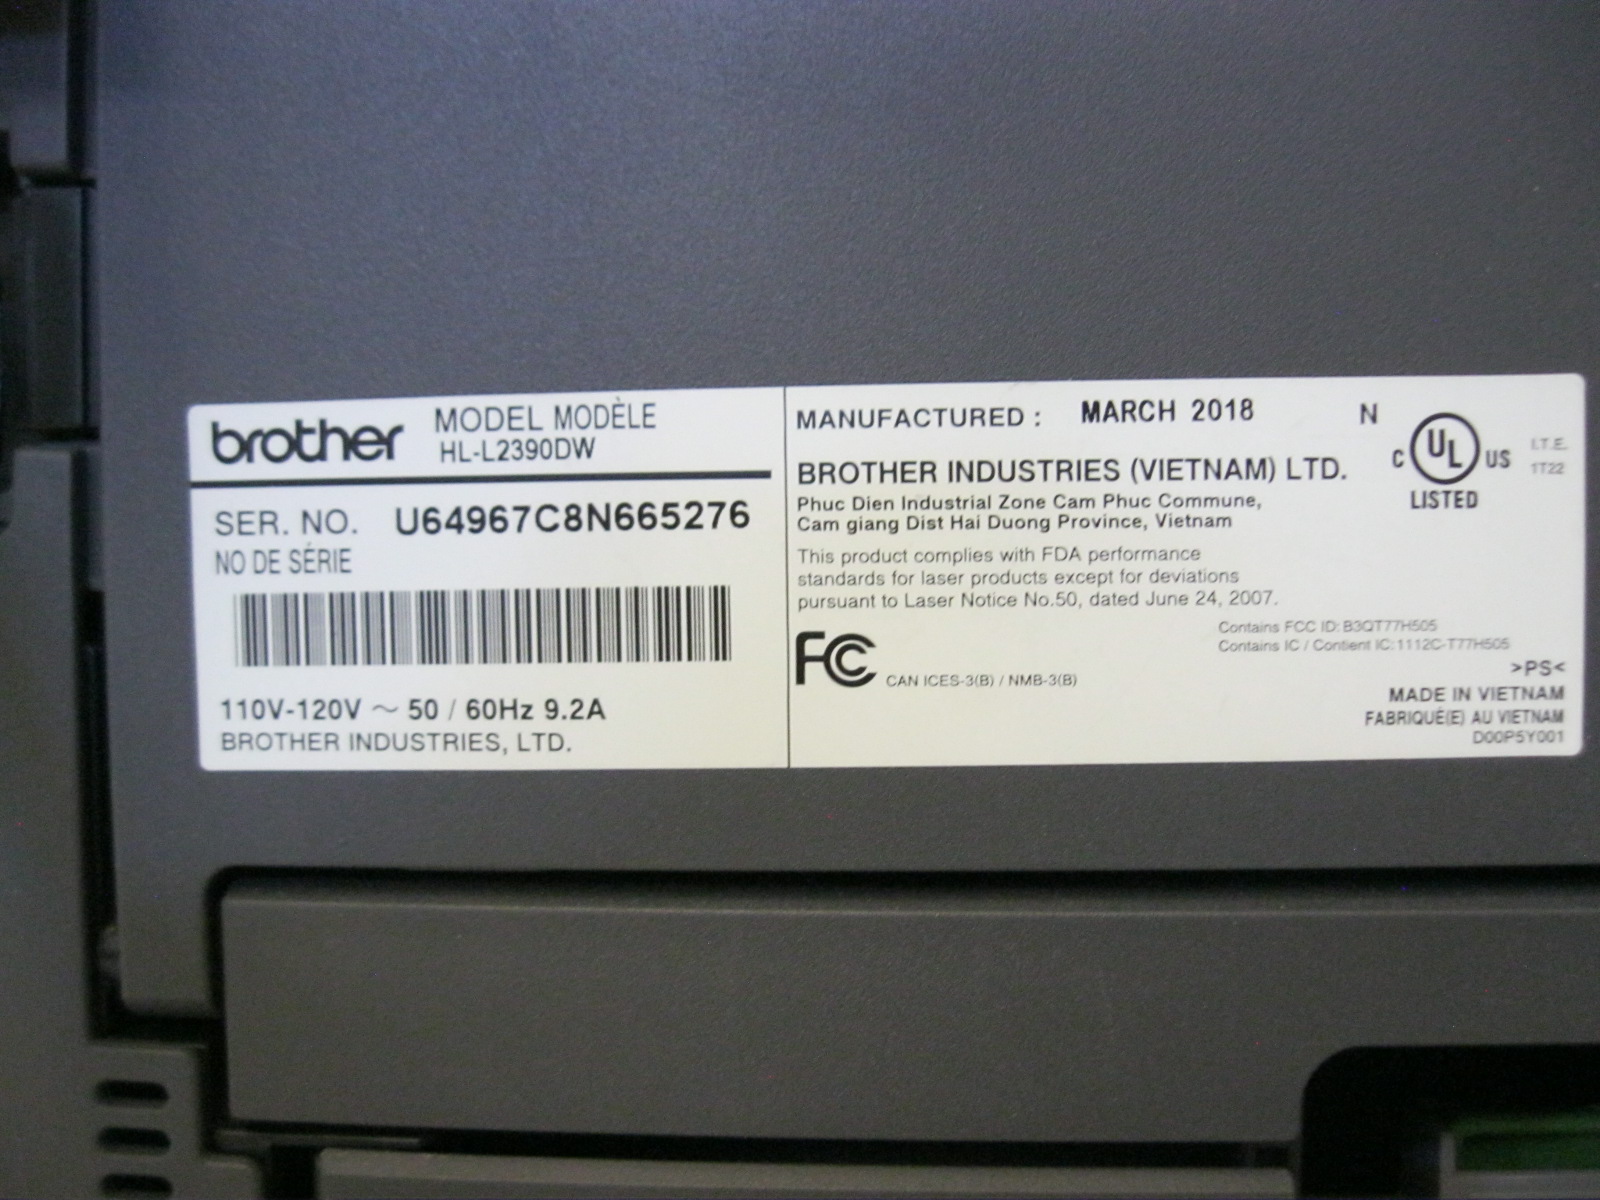 brother
MODEL MODÈLE
HL-L2390DW
SER. NO. U64967C8N665276
NO DE SÉRIE
110V-120V ~ 50 / 60Hz 9.2A
BROTHER INDUSTRIES, LTD.
MANUFACTURED : MARCH 2018 N
BROTHER INDUSTRIES (VIETNAM) LTD.
Phuc Dien Industrial Zone Cam Phuc Commune,
Cam giang Dist Hai Duong Province, Vietnam
C UL US
LISTED
I.T.E.
1T22
This product complies with FDA performance
standards for laser products except for deviations
pursuant to Laser Notice No.50, dated June 24, 2007.
Contains FCC ID: B3QT77H505
Contains IC / Contient IC: 1112C-T77H505
FC CAN ICES-3(B) / NMB-3(B)
>PS<
MADE IN VIETNAM
FABRIQUÉ(E) AU VIETNAM
D00P5Y001